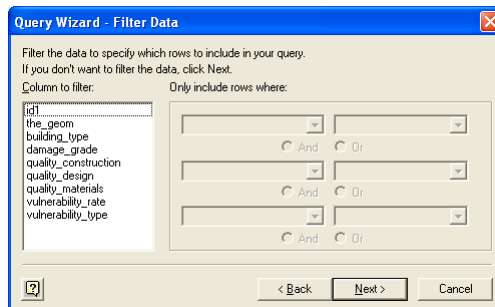 Query Wizard - Filter Data
Filter the data to specify which rows to include in your query.
If you don't want to filter the data, click Next.
Column to filter:
Only include rows where:
id1
the_geom
building_type
damage_grade
quality_construction
quality_design
quality_materials
vulnerability_rate
vulnerability_type
And Or
And Or
And Or
?
< Back Next > Cancel